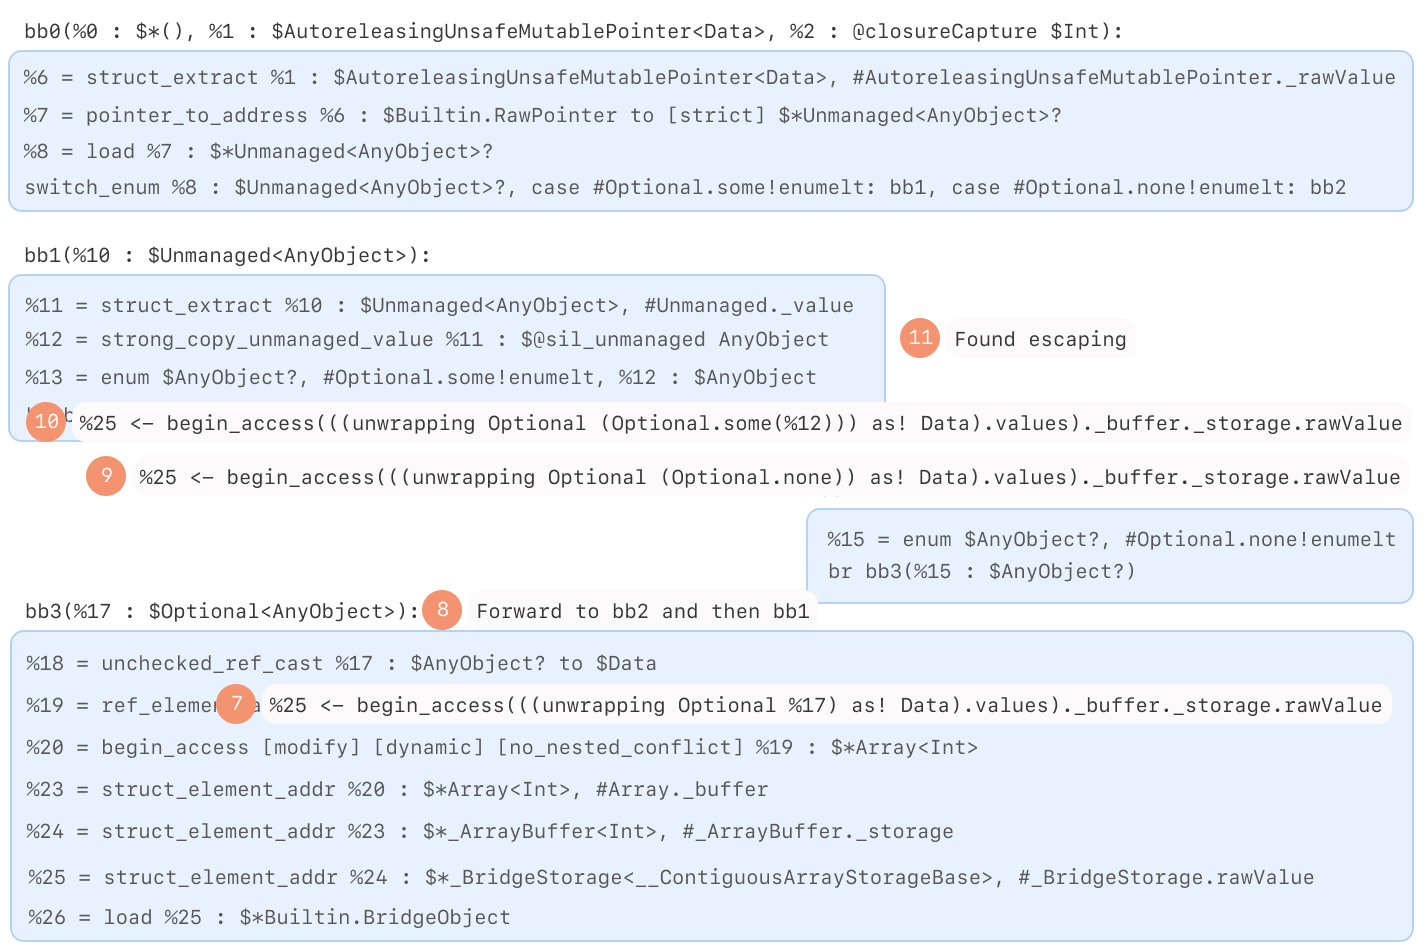 bb0(%0 : $*(), %1 : $AutoreleasingUnsafeMutablePointer<Data>, %2 : @closureCapture $Int):
%6 = struct_extract %1 : $AutoreleasingUnsafeMutablePointer<Data>, #AutoreleasingUnsafeMutablePointer._rawValue
%7 = pointer_to_address %6 : $Builtin.RawPointer to [strict] $*Unmanaged<AnyObject>?
%8 = load %7 : $*Unmanaged<AnyObject>?
switch_enum %8 : $Unmanaged<AnyObject>?, case #Optional.some!enumelt: bb1, case #Optional.none!enumelt: bb2
bb1(%10 : $Unmanaged<AnyObject>):
%11 = struct_extract %10 : $Unmanaged<AnyObject>, #Unmanaged._value
%12 = strong_copy_unmanaged_value %11 : $@sil_unmanaged AnyObject
11 Found escaping
%13 = enum $AnyObject?, #Optional.some!enumelt, %12 : $AnyObject
10 %25 <- begin_access(((unwrapping Optional (Optional.some(%12))) as! Data).values)._buffer._storage.rawValue
9 %25 <- begin_access(((unwrapping Optional (Optional.none)) as! Data).values)._buffer._storage.rawValue
%15 = enum $AnyObject?, #Optional.none!enumelt
br bb3(%15 : $AnyObject?)
bb3(%17 : $Optional<AnyObject>): 8 Forward to bb2 and then bb1
%18 = unchecked_ref_cast %17 : $AnyObject? to $Data
%19 =
7 %25 <- begin_access(((unwrapping Optional %17) as! Data).values)._buffer._storage.rawValue
%20 = begin_access [modify] [dynamic] [no_nested_conflict] %19 : $*Array<Int>
%23 = struct_element_addr %20 : $*Array<Int>, #Array._buffer
%24 = struct_element_addr %23 : $*_ArrayBuffer<Int>, #_ArrayBuffer._storage
%25 = struct_element_addr %24 : $*_BridgeStorage<__ContiguousArrayStorageBase>, #_BridgeStorage.rawValue
%26 = load %25 : $*Builtin.BridgeObject